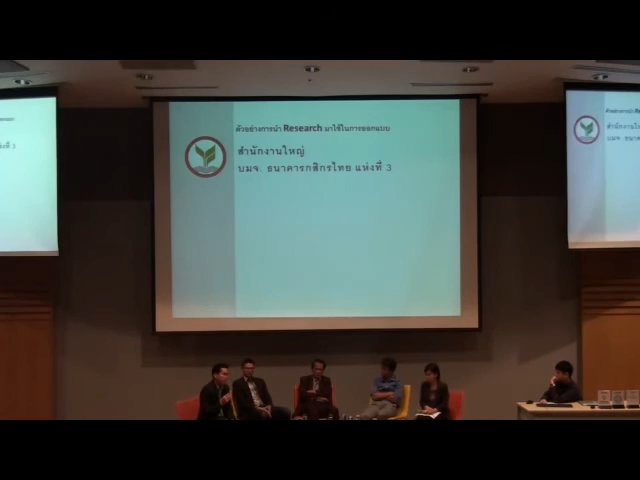 ตัวอย่างการนำ Research มาใช้ในการออกแบบ
สำนักงานใหญ่
บมจ. ธนาคารกสิกรไทย แห่งที่ 3